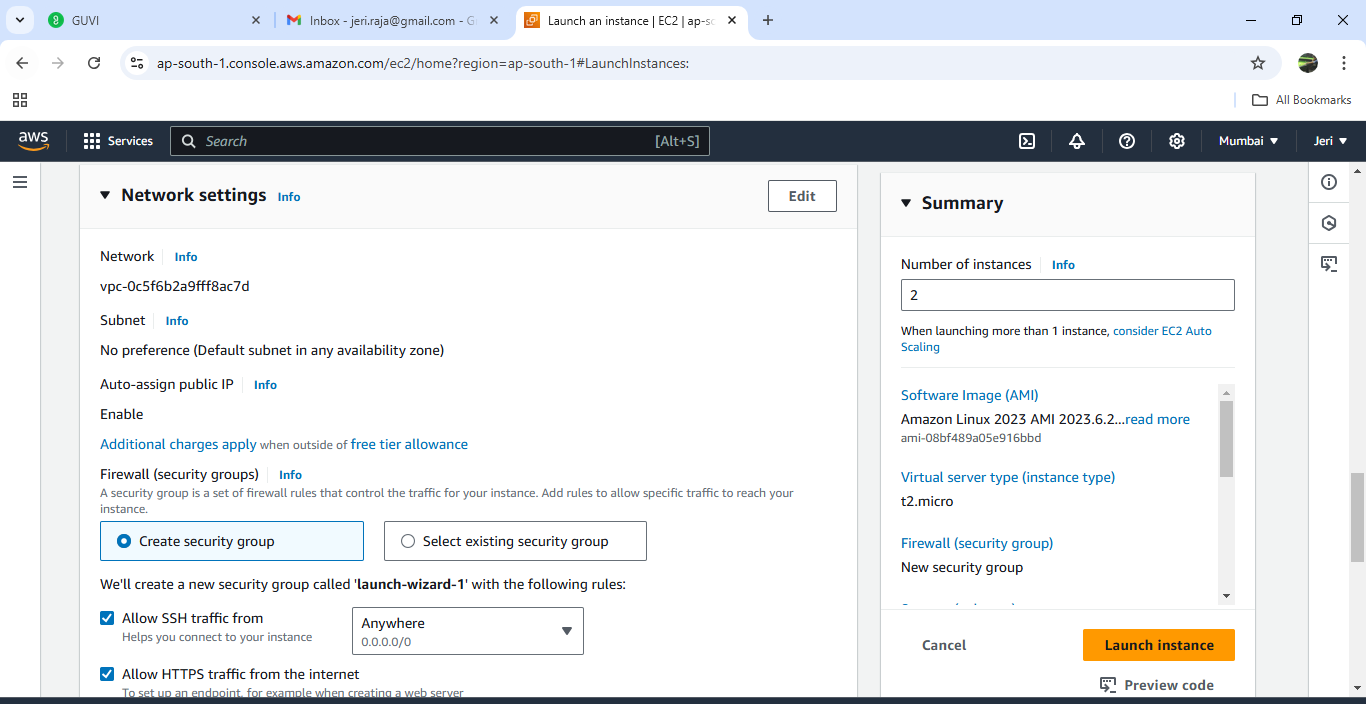 GUVI
Inbox - jeri.raja@gmail.com - G
Launch an instance | EC2 | ap-so
ap-south-1.console.aws.amazon.com/ec2/home?region=ap-south-1#LaunchInstances:
All Bookmarks
aws
Services
Search
[Alt+S]
Mumbai
Jeri
Network settings Info
Edit
Network Info
vpc-0c5f6b2a9fff8ac7d
Subnet Info
No preference (Default subnet in any availability zone)
Auto-assign public IP Info
Enable
Additional charges apply when outside of free tier allowance
Firewall (security groups) Info
A security group is a set of firewall rules that control the traffic for your instance. Add rules to allow specific traffic to reach your
instance.
Create security group
Select existing security group
We'll create a new security group called 'launch-wizard-1' with the following rules:
Allow SSH traffic from
Helps you connect to your instance
Anywhere
0.0.0.0/0
Allow HTTPS traffic from the internet
To set up an endpoint, for example when creating a web server
Summary
Number of instances Info
2
When launching more than 1 instance, consider EC2 Auto
Scaling
Software Image (AMI)
Amazon Linux 2023 AMI 2023.6.2...read more
ami-08bf489a05e916bbd
Virtual server type (instance type)
t2.micro
Firewall (security group)
New security group
Cancel
Launch instance
Preview code